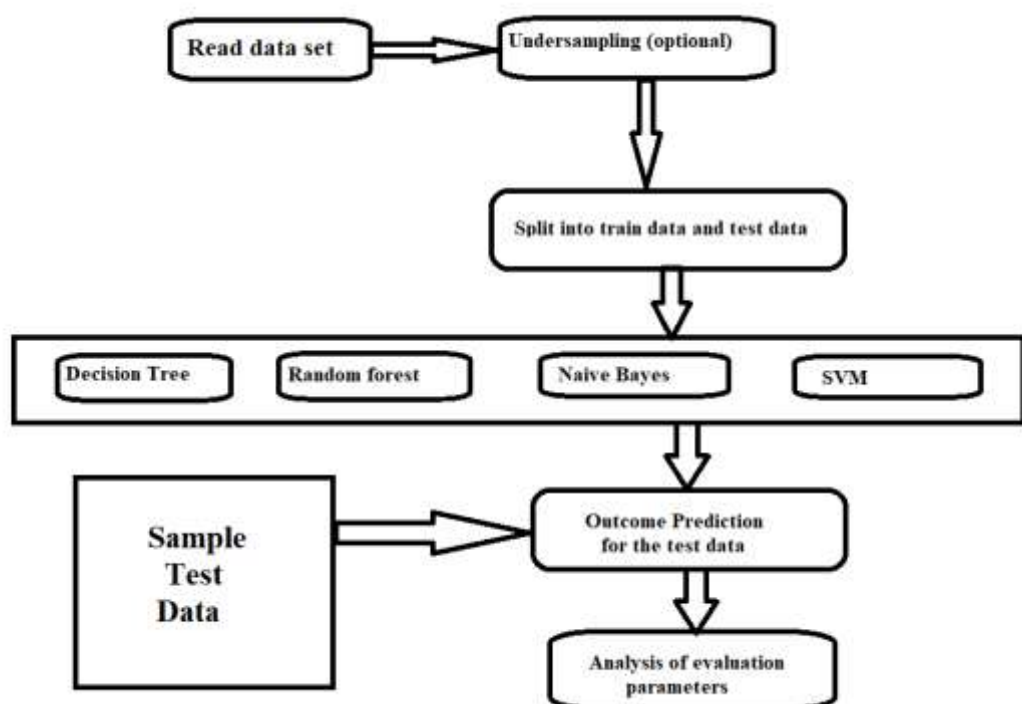 Read data set
Undersampling (optional)
Split into train data and test data
Decision Tree
Random forest
Naive Bayes
SVM
Sample
Test
Data
Outcome Prediction
for the test data
Analysis of evaluation
parameters